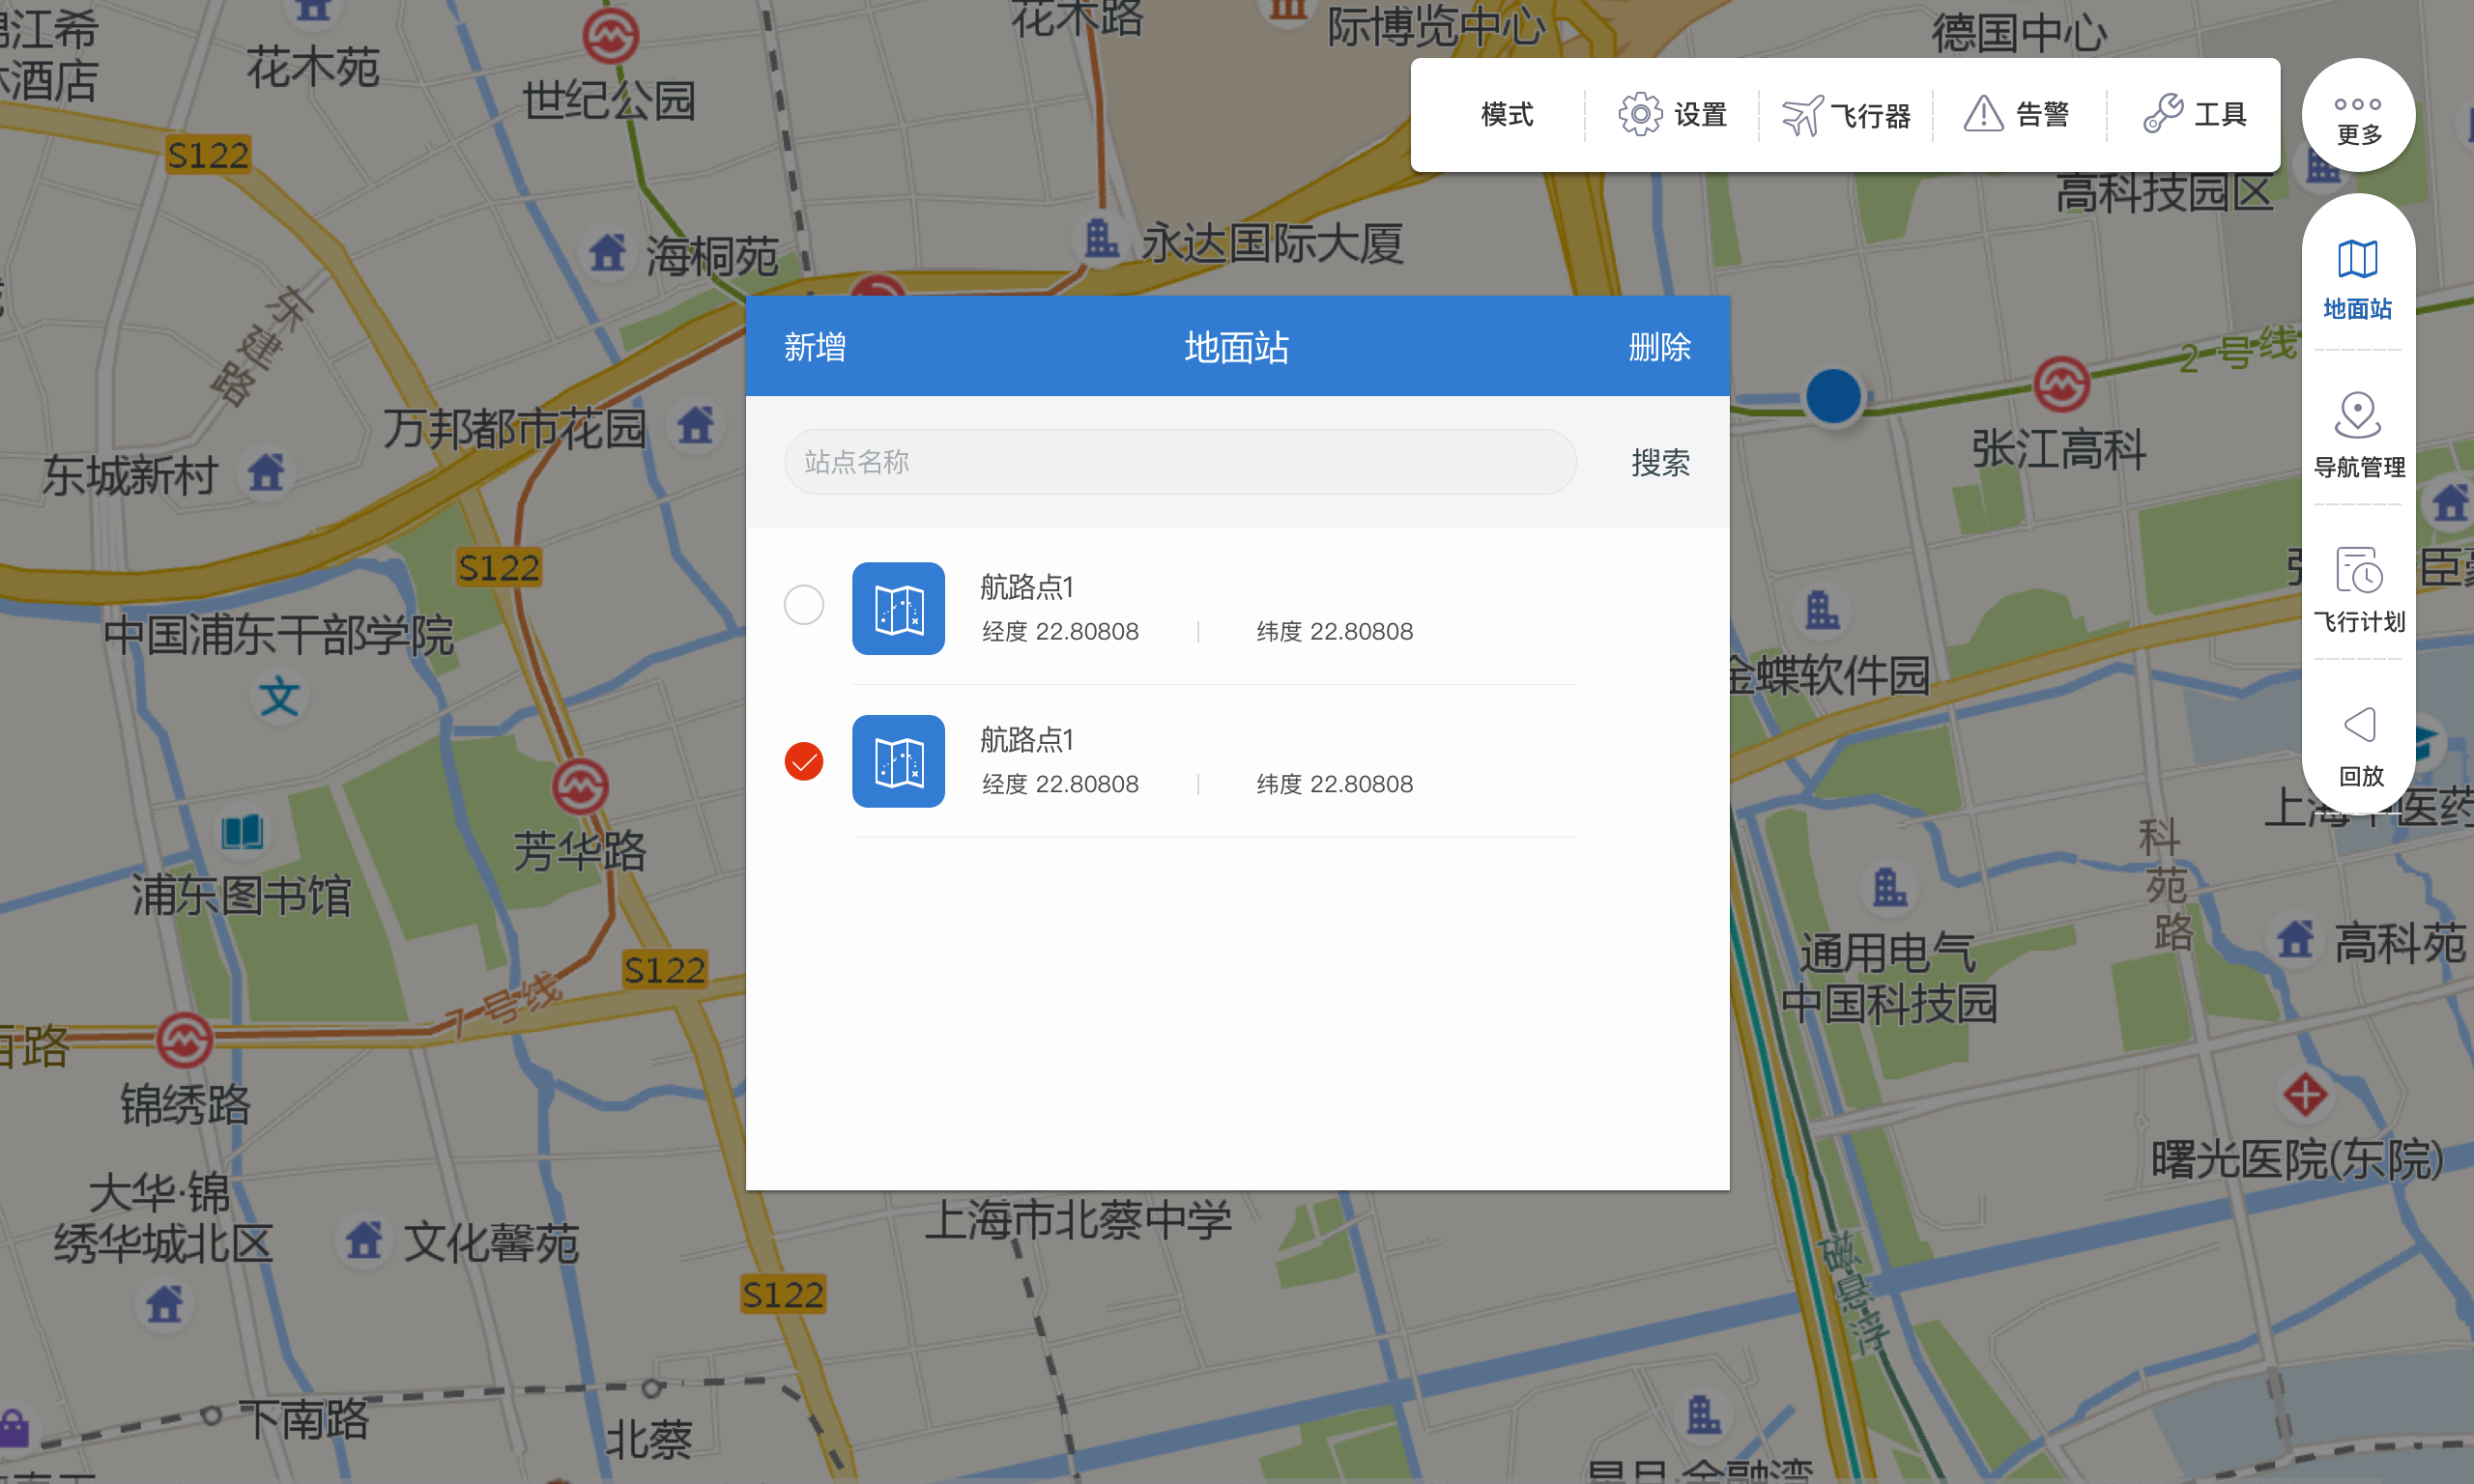 花木路
际博览中心
德国中心
花木苑
世纪公园
酒店
S122
模式
设置
飞行器
告警
工具
更多
高科技园区
海桐苑
永达国际大厦
东建路
地面站
2号线
新增
地面站
删除
万邦都市花园
东城新村
张江高科
站点名称
搜索
导航管理
S122
中国浦东干部学院
航路点1
经度 22.80808
纬度 22.80808
飞行计划
文
金蝶软件园
航路点1
经度 22.80808
纬度 22.80808
回放
芳华路
浦东图书馆
科苑路
通用电气
中国科技园
高科苑
S122
7号线
锦绣路
曙光医院(东院)
大华·锦
绣华城北区
文化馨苑
上海市北蔡中学
磁悬浮
S122
下南路
北蔡